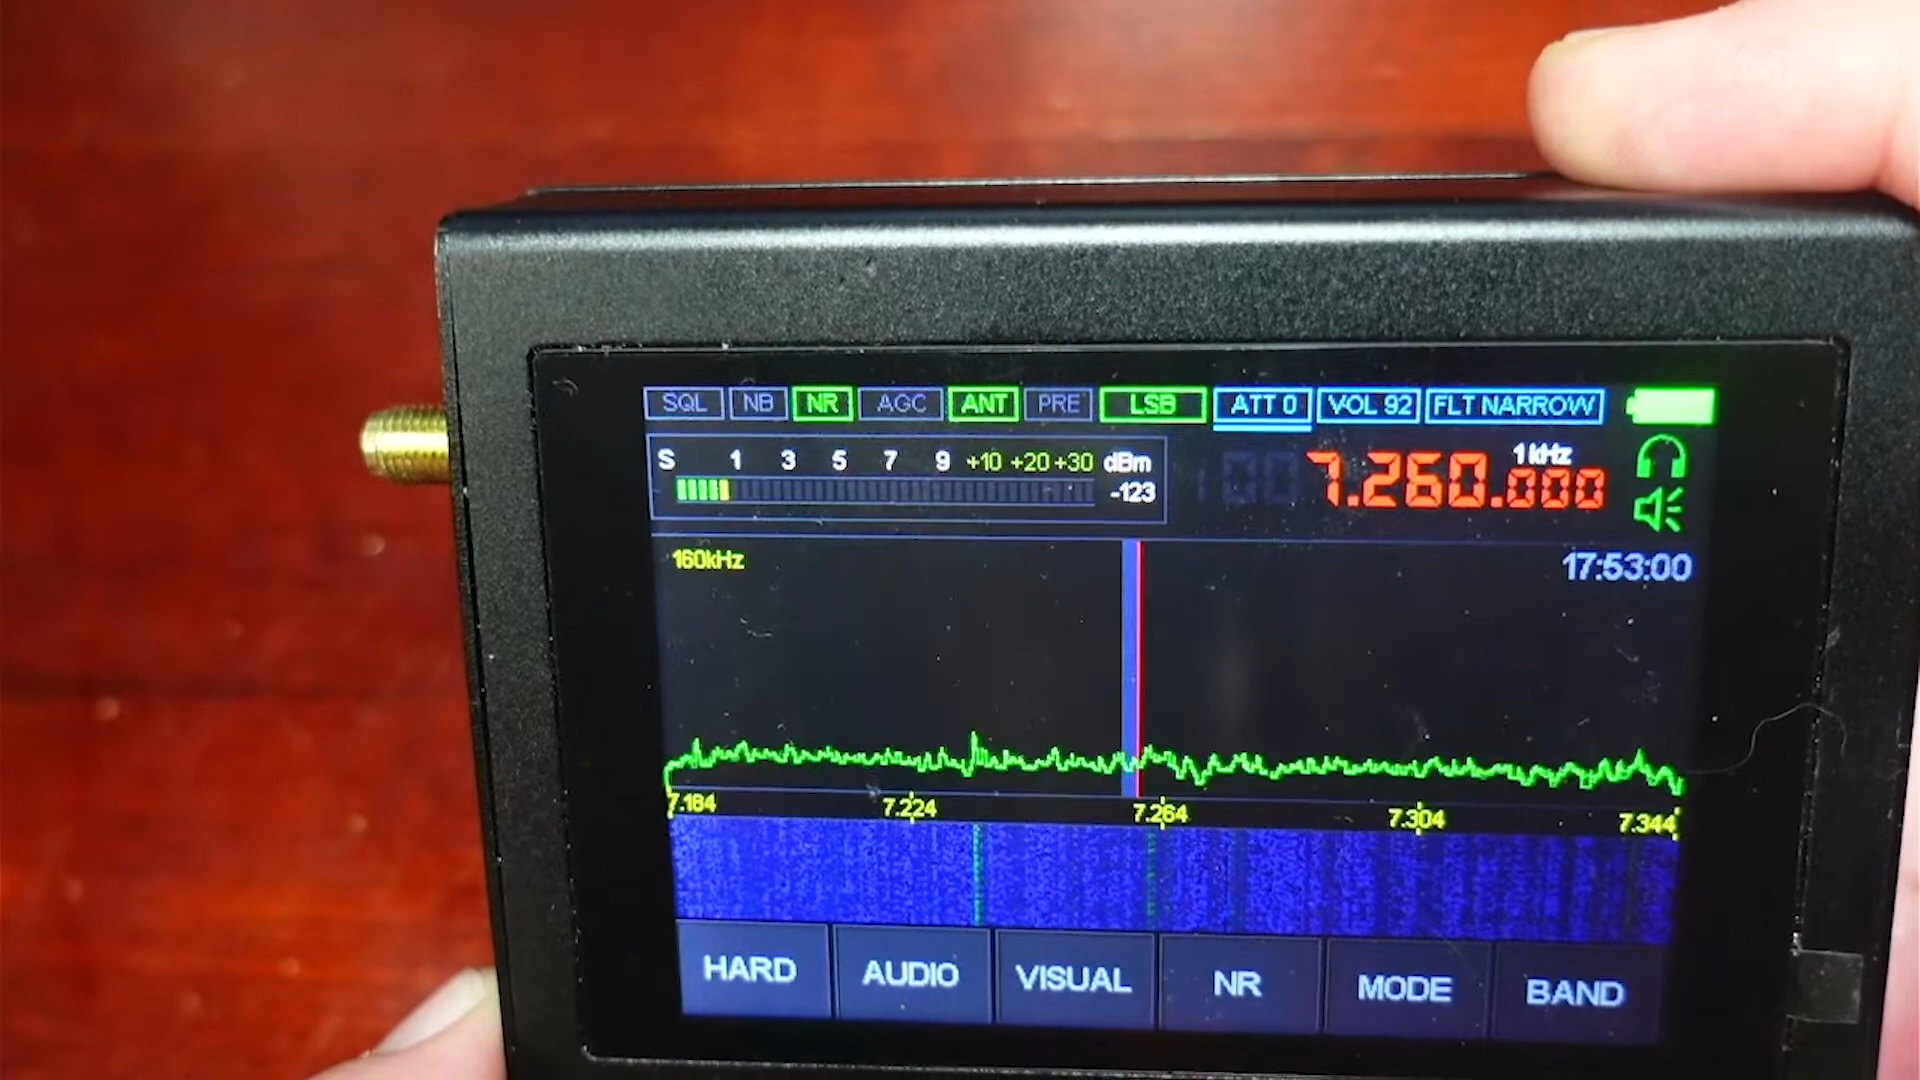 SQL NB NR AGC ANT PRE LSB ATT 0 VOL 92 FLT NARROW
S 1 3 5 7 9 +10 +20 +30 dBm
-123
1kHz
7.260.000
160kHz
17:53:00
7.184 7.224 7.264 7.304 7.344
HARD AUDIO VISUAL NR MODE BAND